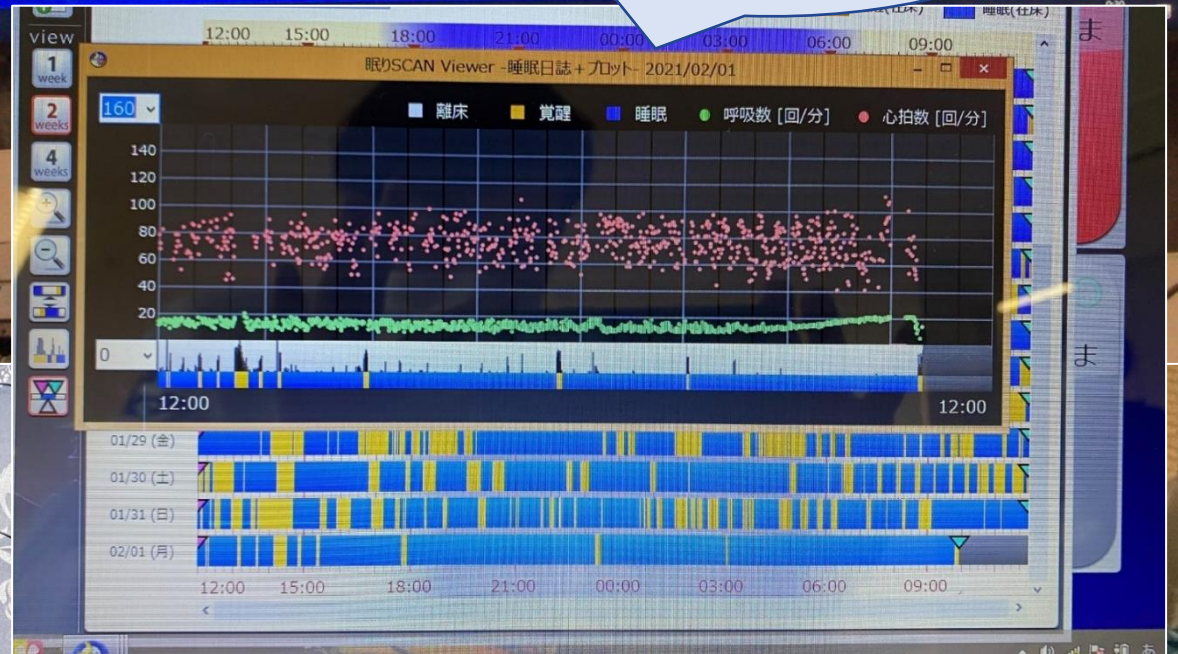 view
1
week
2
weeks
4
weeks
12:00 15:00 18:00 21:00 00:00 03:00 06:00 09:00
睡眠(在床)
ま
眠りSCAN Viewer -睡眠日誌+プロット- 2021/02/01
160
離床 覚醒 睡眠 呼吸数 [回/分] 心拍数 [回/分]
140
120
100
80
60
40
20
0
12:00 12:00
ま
01/29 (金)
01/30 (土)
01/31 (日)
02/01 (月)
12:00 15:00 18:00 21:00 00:00 03:00 06:00 09:00
あ